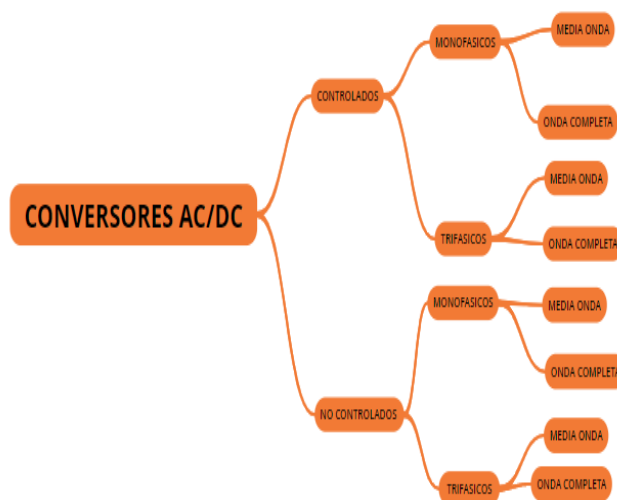 CONVERSORES AC/DC
CONTROLADOS
MONOFASICOS
MEDIA ONDA
ONDA COMPLETA
TRIFASICOS
MEDIA ONDA
ONDA COMPLETA
NO CONTROLADOS
MONOFASICOS
MEDIA ONDA
ONDA COMPLETA
TRIFASICOS
MEDIA ONDA
ONDA COMPLETA